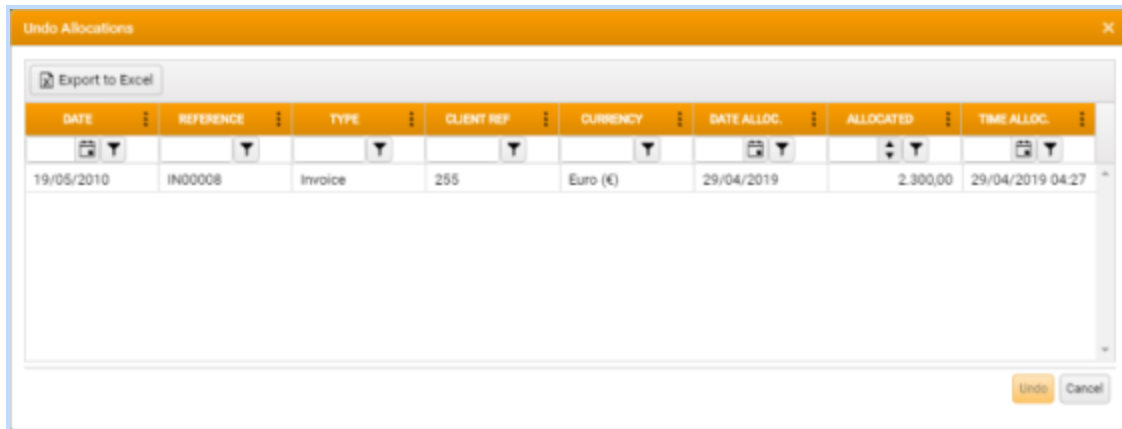 Undo Allocations
Export to Excel
DATE REFERENCE TYPE CLIENT REF CURRENCY DATE ALLOC. ALLOCATED TIME ALLOC.
19/05/2010 IN00008 Invoice 255 Euro (€) 29/04/2019 2.300,00 29/04/2019 04:27
Undo Cancel